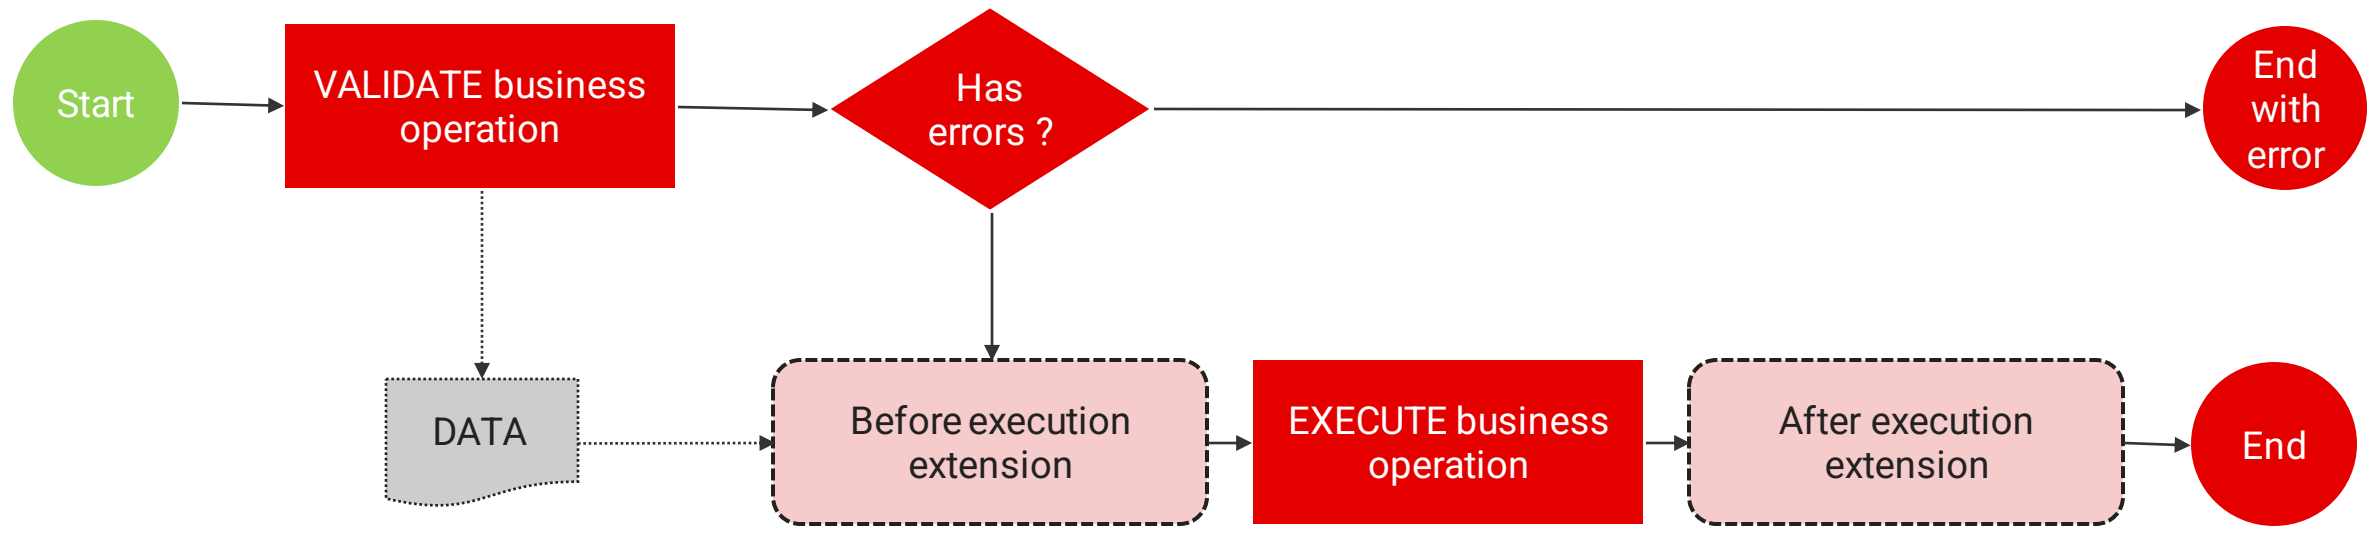 Start
VALIDATE business
operation
Has
errors ?
End
with
error
DATA
Before execution
extension
EXECUTE business
operation
After execution
extension
End